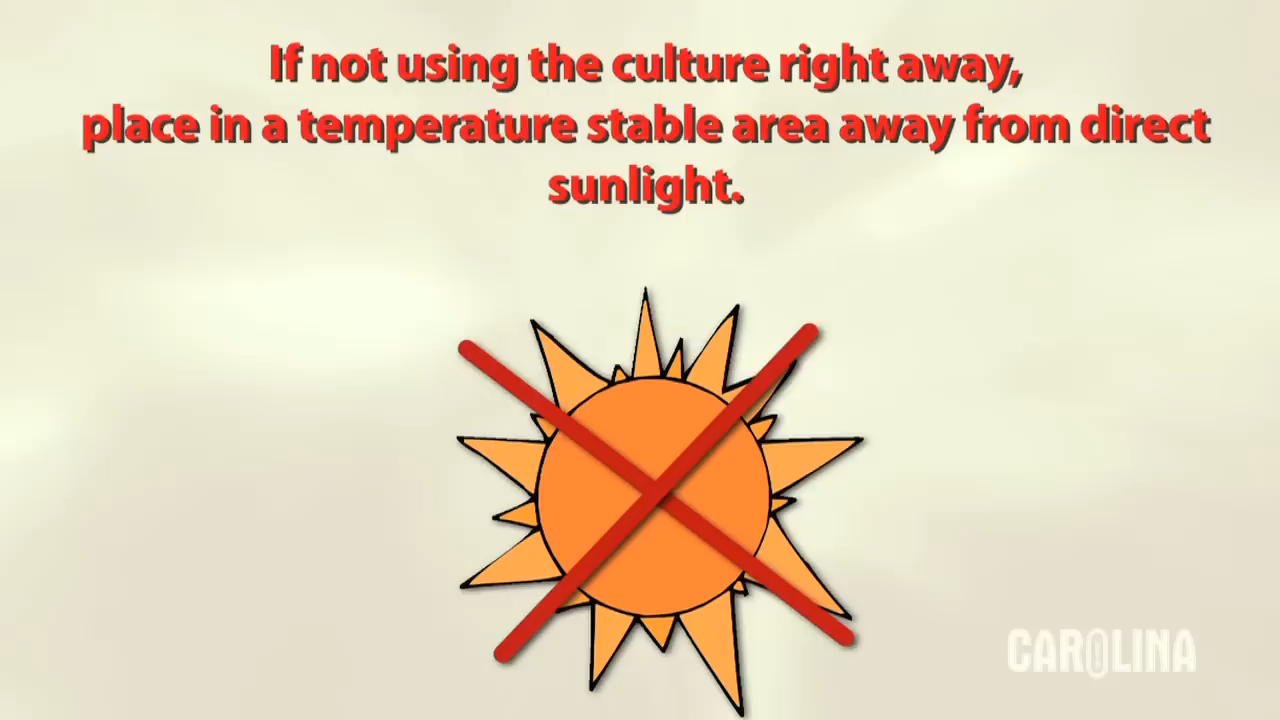 If not using the culture right away,
place in a temperature stable area away from direct
sunlight.
CAROLINA